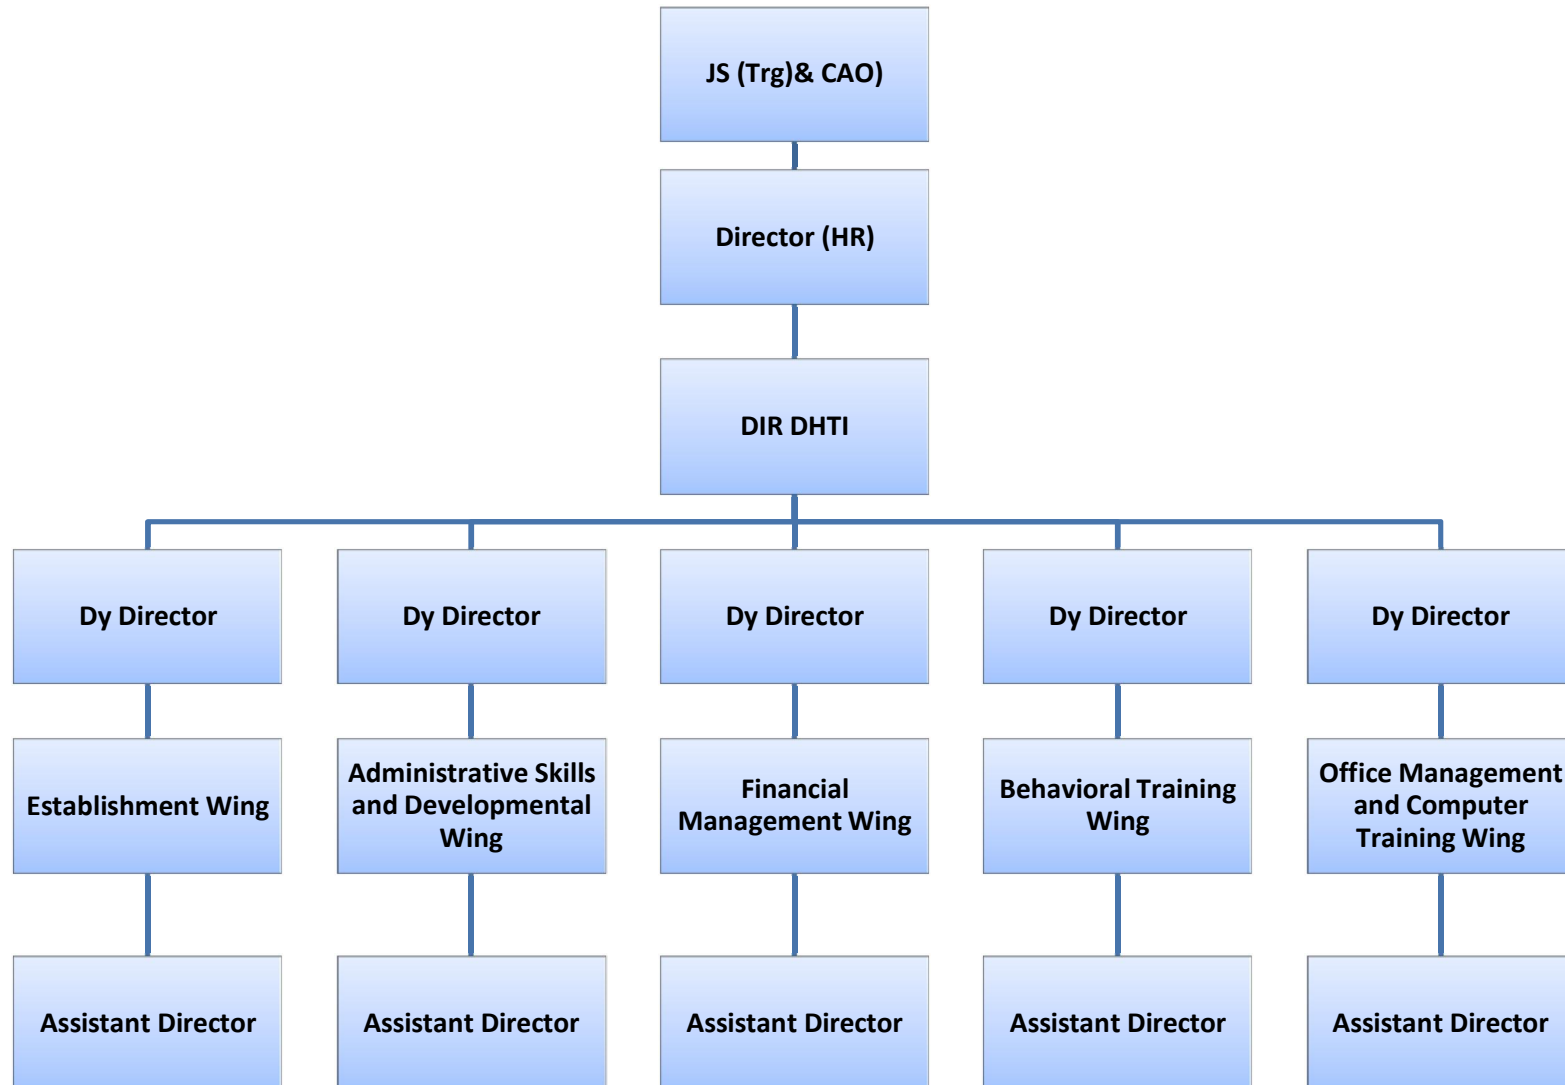 JS (Trg)& CAO)
Director (HR)
DIR DHTI
Dy Director
Dy Director
Dy Director
Dy Director
Dy Director
Establishment Wing
Administrative Skills
and Developmental
Wing
Financial
Management Wing
Behavioral Training
Wing
Office Management
and Computer
Training Wing
Assistant Director
Assistant Director
Assistant Director
Assistant Director
Assistant Director